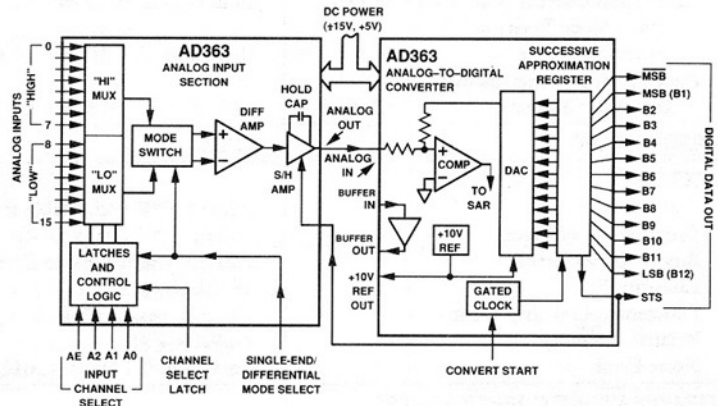 DC POWER
(±15V, +5V)
AD363
ANALOG INPUT
SECTION
AD363
ANALOG-TO-DIGITAL
CONVERTER
SUCCESSIVE
APPROXIMATION
REGISTER
ANALOG INPUTS
"HIGH"
"LOW"
0
7
8
15
"HI"
MUX
"LO"
MUX
MODE
SWITCH
DIFF
AMP
+
−
HOLD
CAP
S/H
AMP
ANALOG
OUT
ANALOG
IN
+
−
COMP
TO
SAR
DAC
BUFFER
IN
BUFFER
OUT
+10V
REF
+10V
REF
OUT
GATED
CLOCK
MSB
MSB (B1)
B2
B3
B4
B5
B6
B7
B8
B9
B10
B11
LSB (B12)
STS
DIGITAL DATA OUT
LATCHES
AND
CONTROL
LOGIC
AE A2 A1 A0
INPUT
CHANNEL
SELECT
CHANNEL
SELECT
LATCH
SINGLE-END/
DIFFERENTIAL
MODE SELECT
CONVERT START